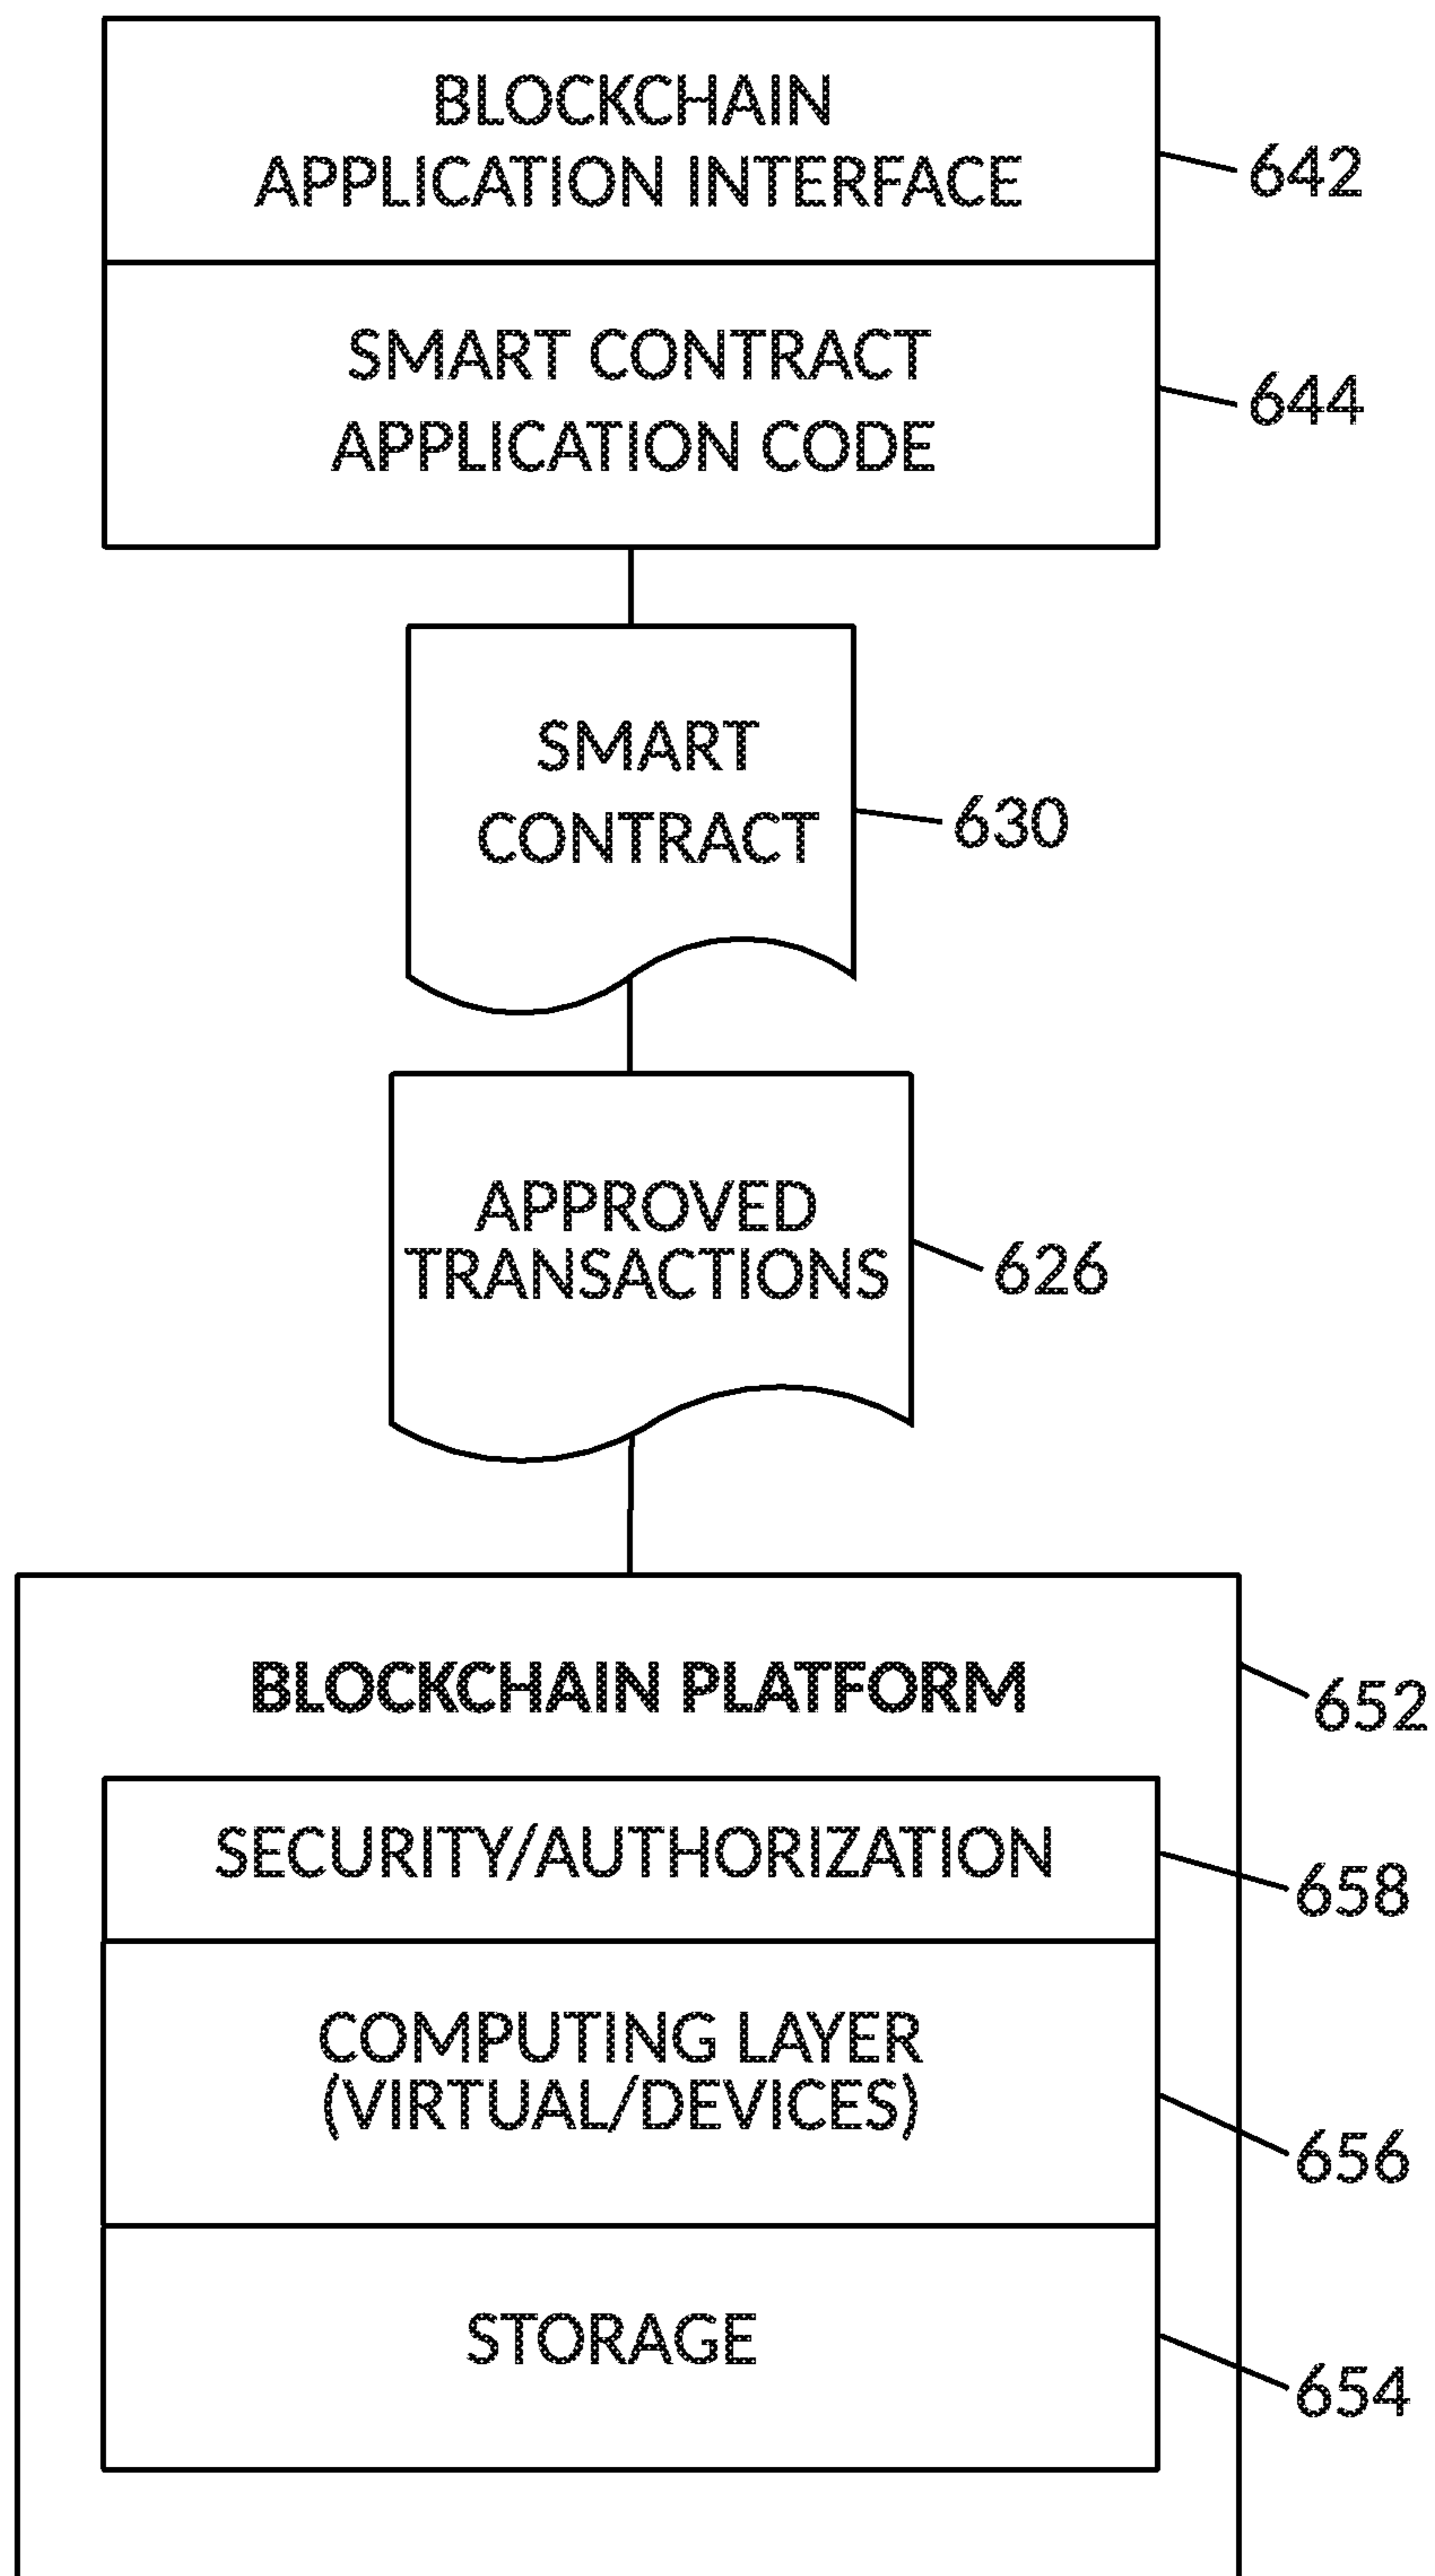 BLOCKCHAIN
APPLICATION INTERFACE
642
SMART CONTRACT
APPLICATION CODE
644
SMART
CONTRACT
630
APPROVED
TRANSACTIONS
626
BLOCKCHAIN PLATFORM
652
SECURITY/AUTHORIZATION
658
COMPUTING LAYER
(VIRTUAL/DEVICES)
656
STORAGE
654